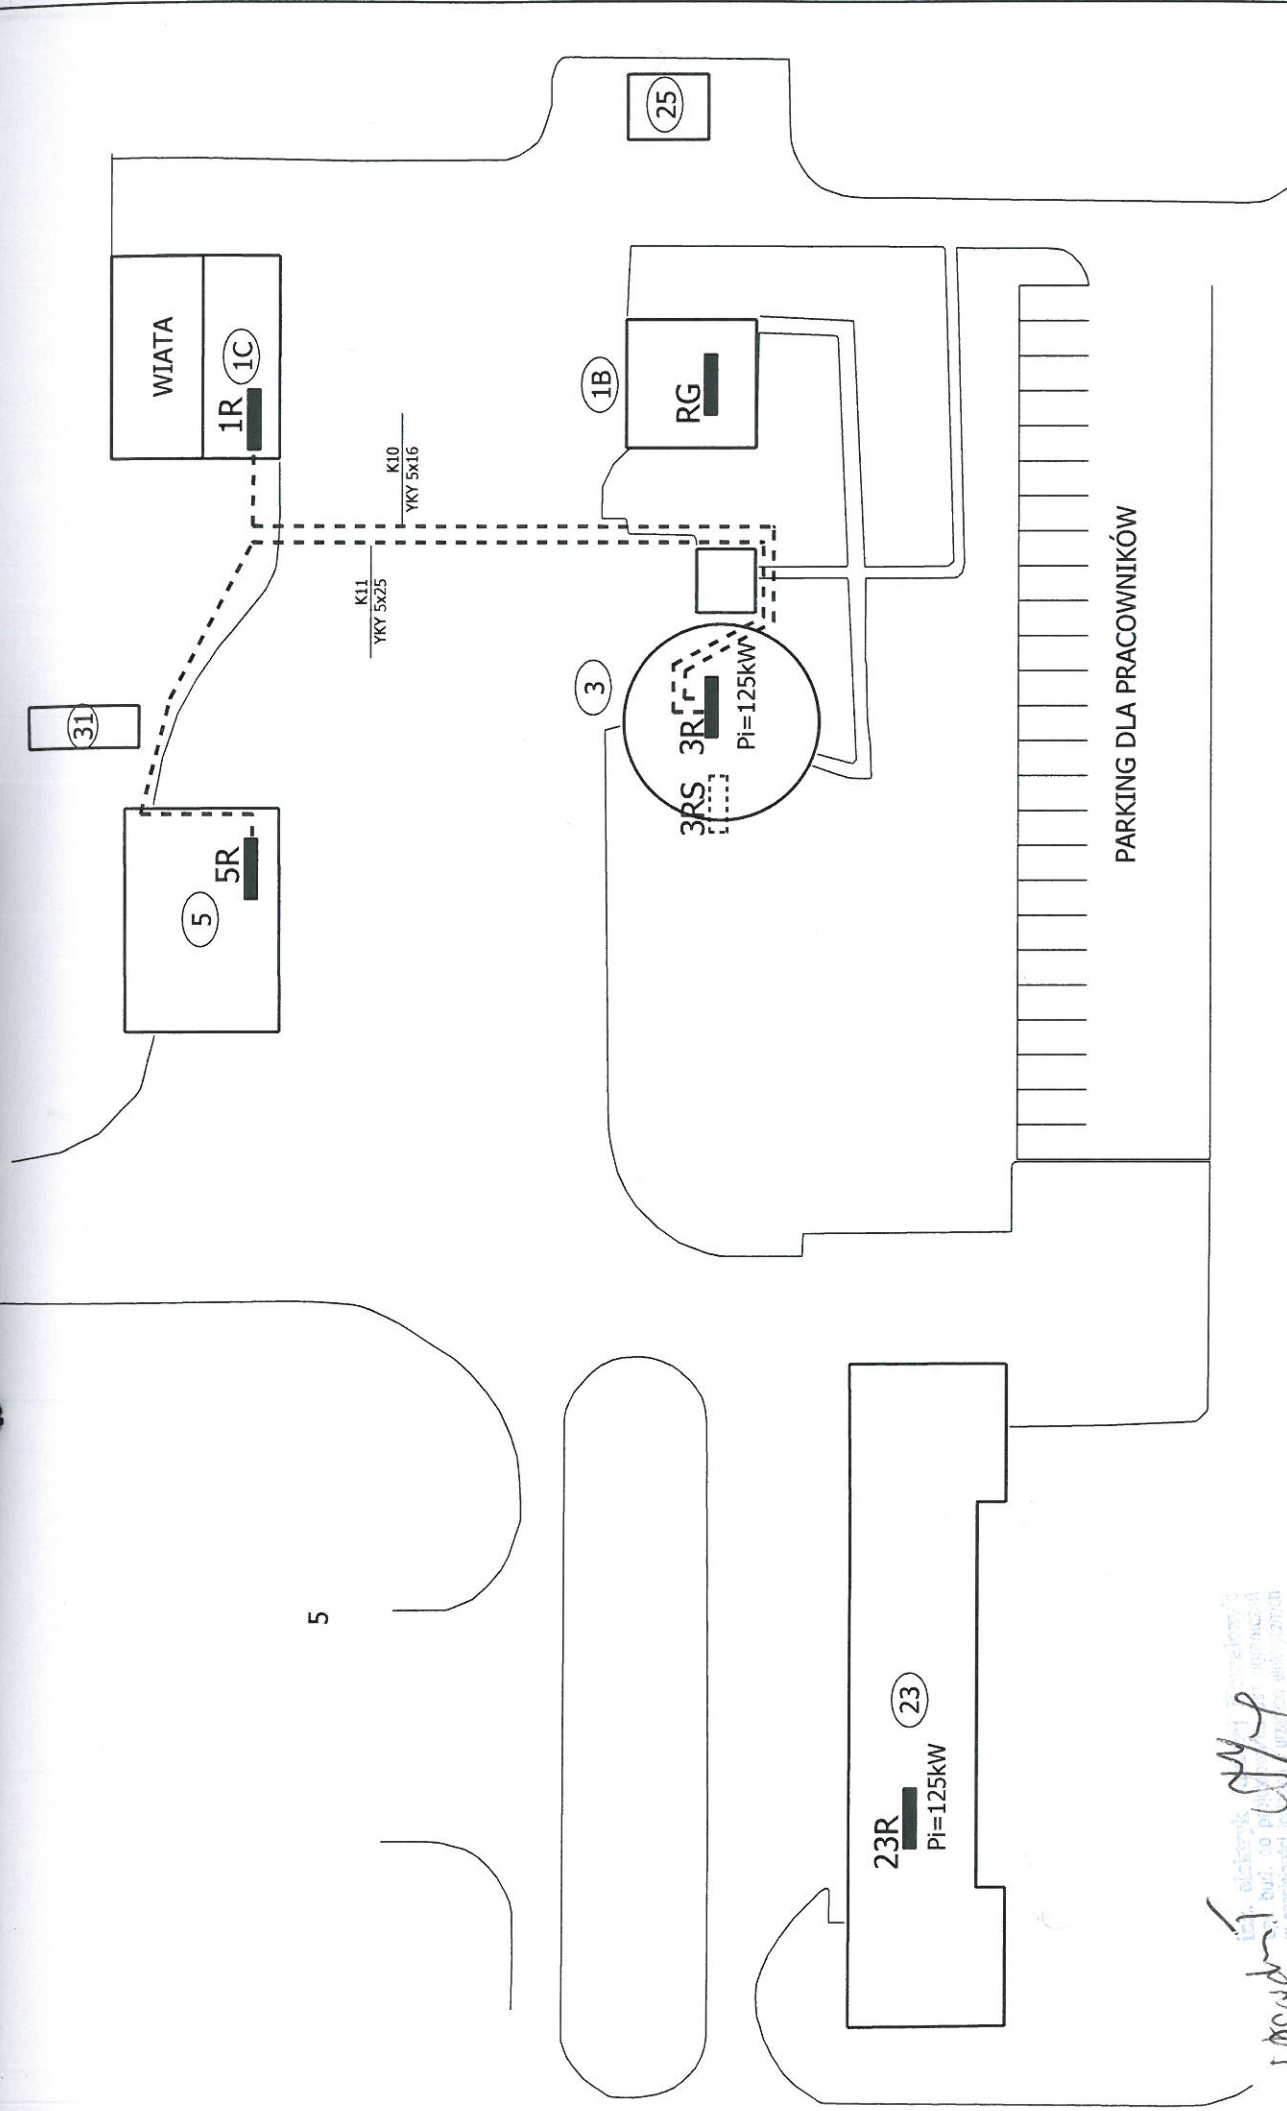 25
WIATA
1C
1R
K10
YKY 5x16
K11
YKY 5x25
1B
RG
31
5
5R
3
3R
Pi=125kW
3RS
PARKING DLA PRACOWNIKÓW
5
23
23R
Pi=125kW